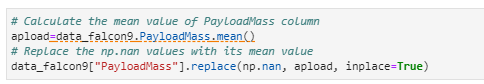 # Calculate the mean value of PayloadMass column
apload=data_falcon9.PayloadMass.mean()
# Replace the np.nan values with its mean value
data_falcon9["PayloadMass"].replace(np.nan, apload, inplace=True)